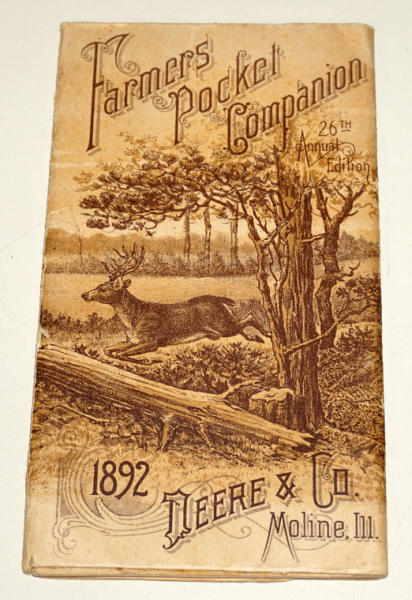 Farmers
Pocket
Companion
26TH
Annual
Edition
1892
DEERE & Co.
Moline, Ill.